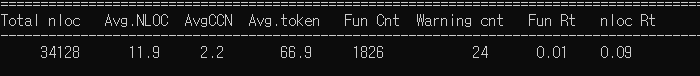 ==========================================================================================
Total nloc   Avg.NLOC  AvgCCN  Avg.token   Fun Cnt  Warning cnt   Fun Rt   nloc Rt
------------------------------------------------------------------------------------------
     34128      11.9     2.2       66.9     1826           24      0.01    0.09